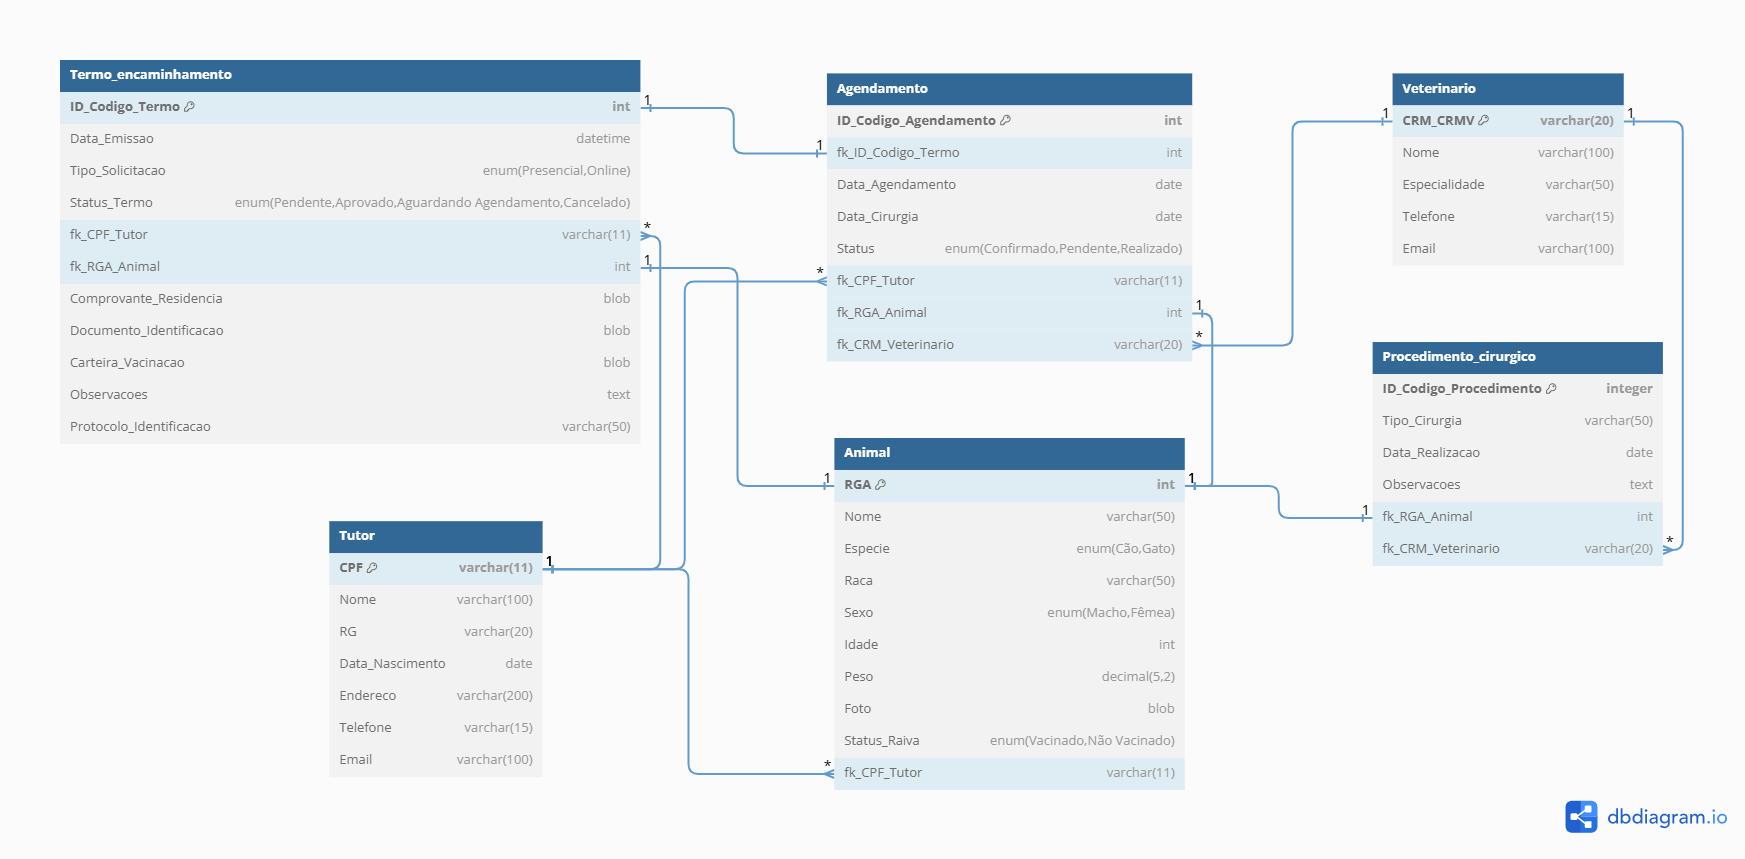 Termo_encaminhamento
ID_Codigo_Termo int
Data_Emissao datetime
Tipo_Solicitacao enum(Presencial,Online)
Status_Termo enum(Pendente,Aprovado,Aguardando Agendamento,Cancelado)
fk_CPF_Tutor varchar(11)
fk_RGA_Animal int
Comprovante_Residencia blob
Documento_Identificacao blob
Carteira_Vacinacao blob
Observacoes text
Protocolo_Identificacao varchar(50)
1
*
1
Agendamento
ID_Codigo_Agendamento int
1
fk_ID_Codigo_Termo int
Data_Agendamento date
Data_Cirurgia date
Status enum(Confirmado,Pendente,Realizado)
*
fk_CPF_Tutor varchar(11)
fk_RGA_Animal int
1
fk_CRM_Veterinario varchar(20)
*
Veterinario
1
CRM_CRMV varchar(20)
1
Nome varchar(100)
Especialidade varchar(50)
Telefone varchar(15)
Email varchar(100)
Procedimento_cirurgico
ID_Codigo_Procedimento integer
Tipo_Cirurgia varchar(50)
Data_Realizacao date
Observacoes text
1
fk_RGA_Animal int
fk_CRM_Veterinario varchar(20)
*
Tutor
CPF varchar(11)
1
Nome varchar(100)
RG varchar(20)
Data_Nascimento date
Endereco varchar(200)
Telefone varchar(15)
Email varchar(100)
Animal
1
RGA int
1
Nome varchar(50)
Especie enum(Cão,Gato)
Raca varchar(50)
Sexo enum(Macho,Fêmea)
Idade int
Peso decimal(5,2)
Foto blob
Status_Raiva enum(Vacinado,Não Vacinado)
*
fk_CPF_Tutor varchar(11)
dbdiagram.io